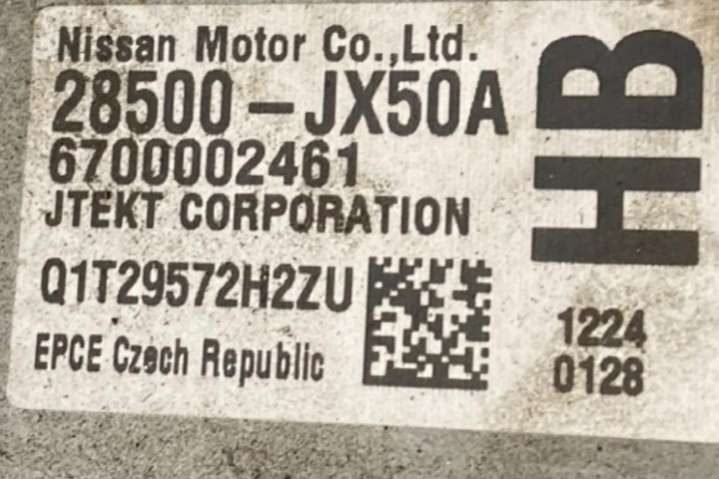 Nissan Motor Co.,Ltd.
28500-JX50A
6700002461
JTEKT CORPORATION
Q1T29572H2ZU
EPCE Czech Republic
HB
1224
0128